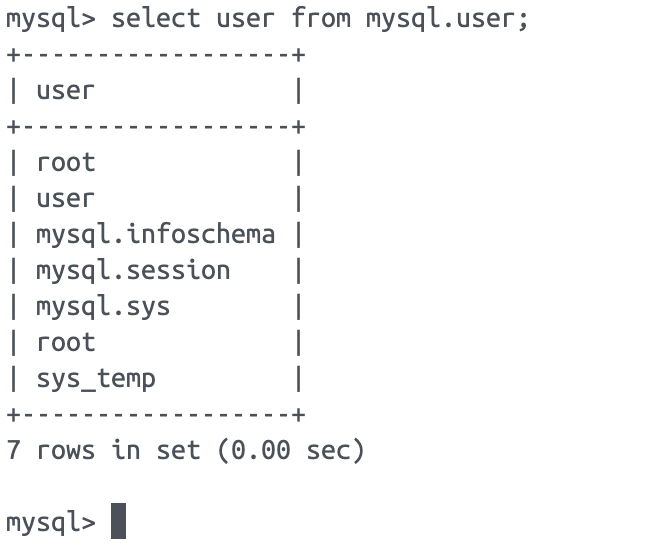 mysql> select user from mysql.user;
+------------------+
| user             |
+------------------+
| root             |
| user             |
| mysql.infoschema |
| mysql.session    |
| mysql.sys        |
| root             |
| sys_temp         |
+------------------+
7 rows in set (0.00 sec)
mysql>